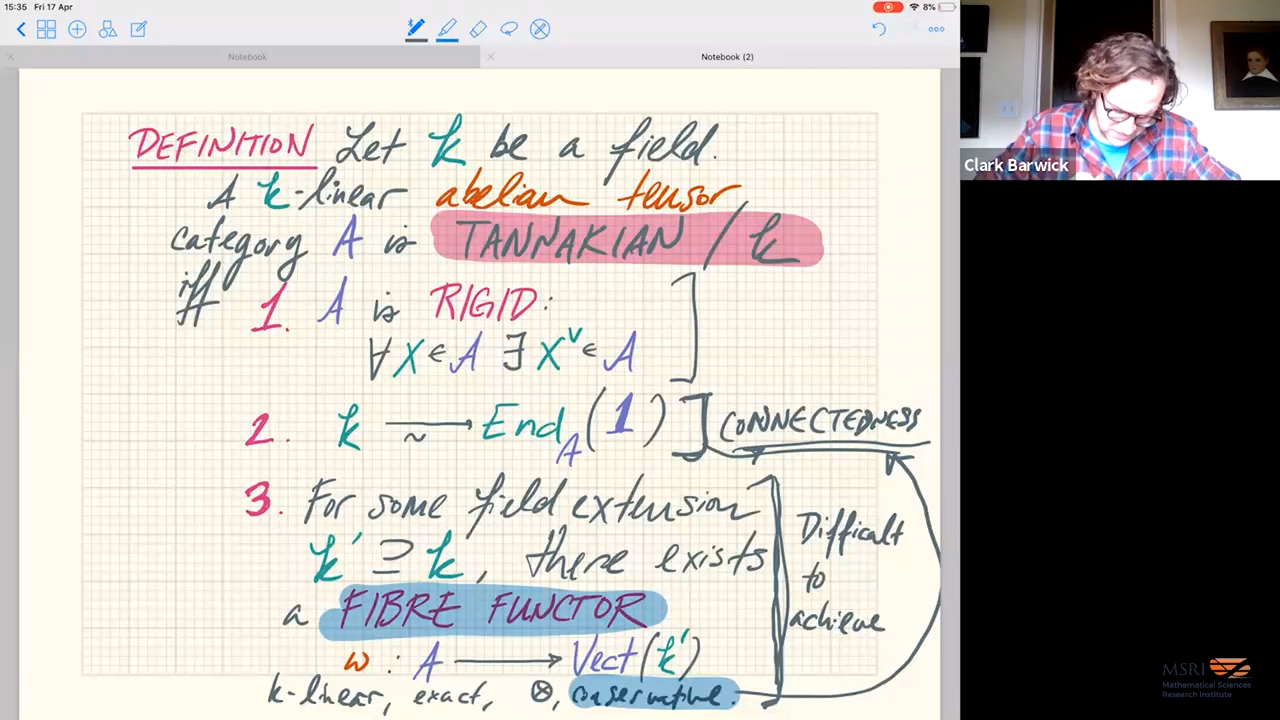 15:35 Fri 17 Apr
8%
Notebook
Notebook (2)
DEFINITION Let k be a field.
A k-linear abelian tensor
category A is TANNAKIAN / k
iff
1. A is RIGID:
∀X ∈ A ∃ X^∨ ∈ A
2. k ⟶∼ End_A(1) CONNECTEDNESS
3. For some field extension
k' ⊇ k, there exists
a FIBRE FUNCTOR
ω : A ⟶ Vect(k')
k-linear, exact, ⊗, conservative.
Difficult
to
achieve
Clark Barwick
MSRI
Mathematical Sciences
Research Institute